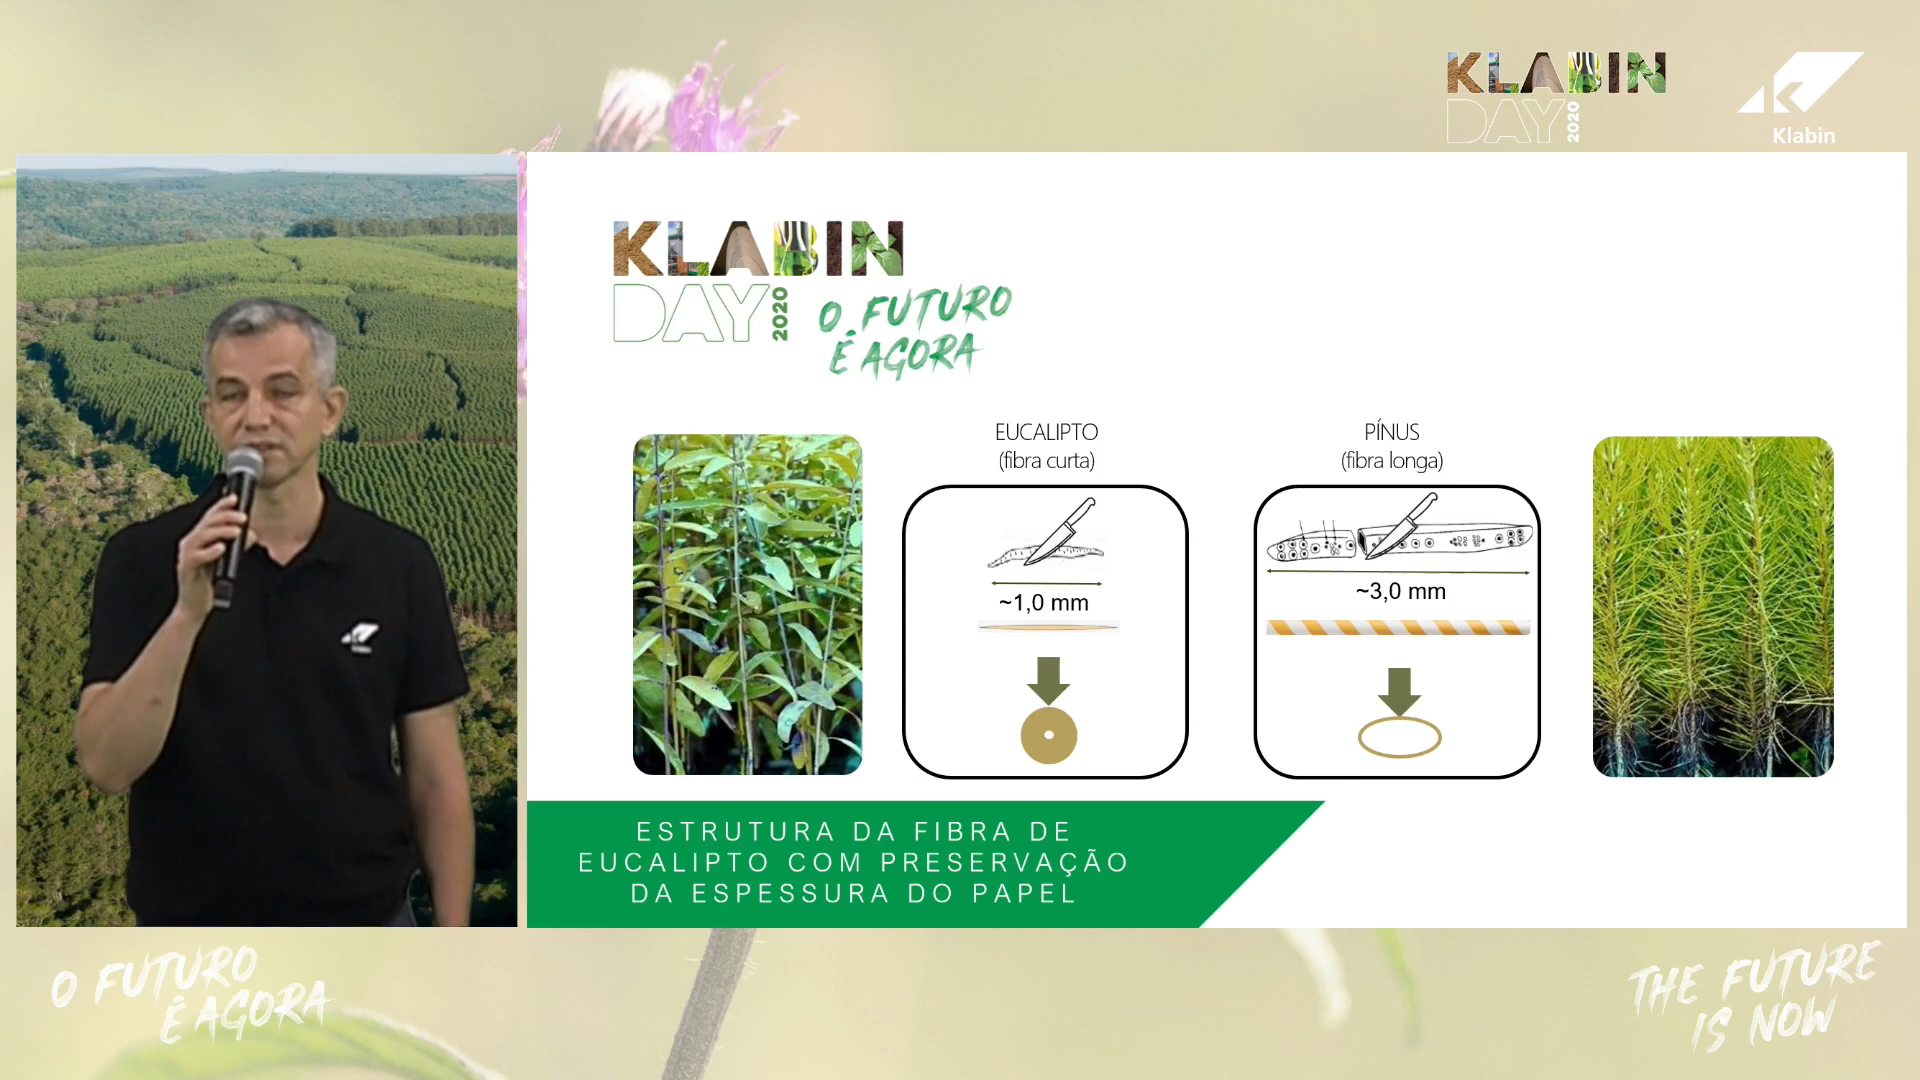 KLABIN
DAY 2020
Klabin
KLABIN
DAY 2020
O FUTURO
É AGORA
EUCALIPTO
(fibra curta)
~1,0 mm
PÍNUS
(fibra longa)
~3,0 mm
ESTRUTURA DA FIBRA DE
EUCALIPTO COM PRESERVAÇÃO
DA ESPESSURA DO PAPEL
O FUTURO
É AGORA
THE FUTURE
IS NOW